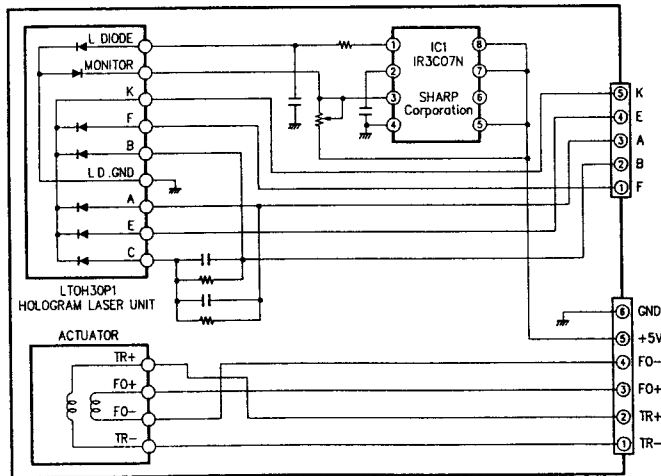 L DIODE
MONITOR
K
F
B
L.D.GND
A
E
C
LTOH30P1
HOLOGRAM LASER UNIT
1
2
3
4
IC1
IR3C07N
SHARP
Corporation
8
7
6
5
5 K
4 E
3 A
2 B
1 F
6 GND
5 +5V
4 FO-
3 FO+
2 TR+
1 TR-
ACTUATOR
TR+
FO+
FO-
TR-